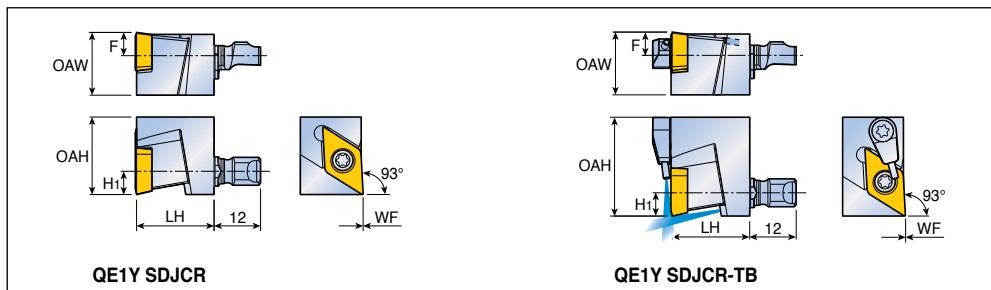 F
OAW
OAH
H1
LH
12
93°
WF
QE1Y SDJCR
F
OAW
OAH
H1
LH
12
93°
WF
QE1Y SDJCR-TB